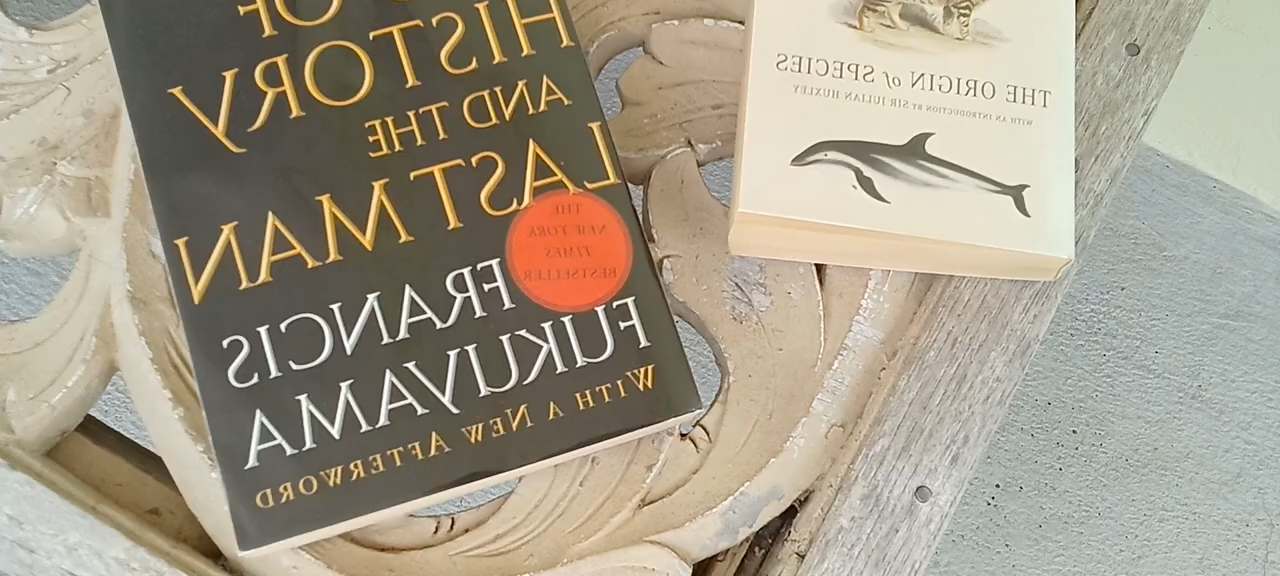 OF
HISTORY
AND THE
LAST MAN
THE
NEW YORK
TIMES
BESTSELLER
FRANCIS
FUKUYAMA
WITH A NEW AFTERWORD
THE ORIGIN of SPECIES
WITH AN INTRODUCTION BY SIR JULIAN HUXLEY